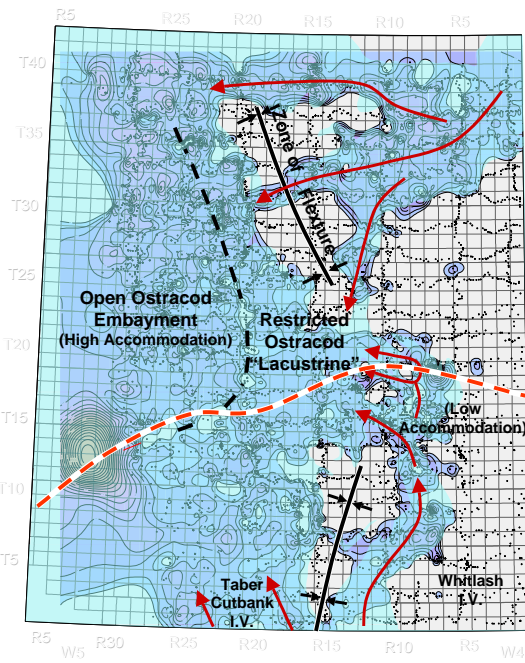 R5 R25 R20 R15 R10 R5
T40
T35
Zone of
Flexure
T30
T25
Open Ostracod
Embayment
(High Accommodation)
Restricted
Ostracod
"Lacustrine"
T20
(Low
Accommodation)
T15
T10
T5
Taber
Cutbank
I.V.
Whitlash
I.V.
R5 R30 R25 R20 R15 R10 R5
W5 W4